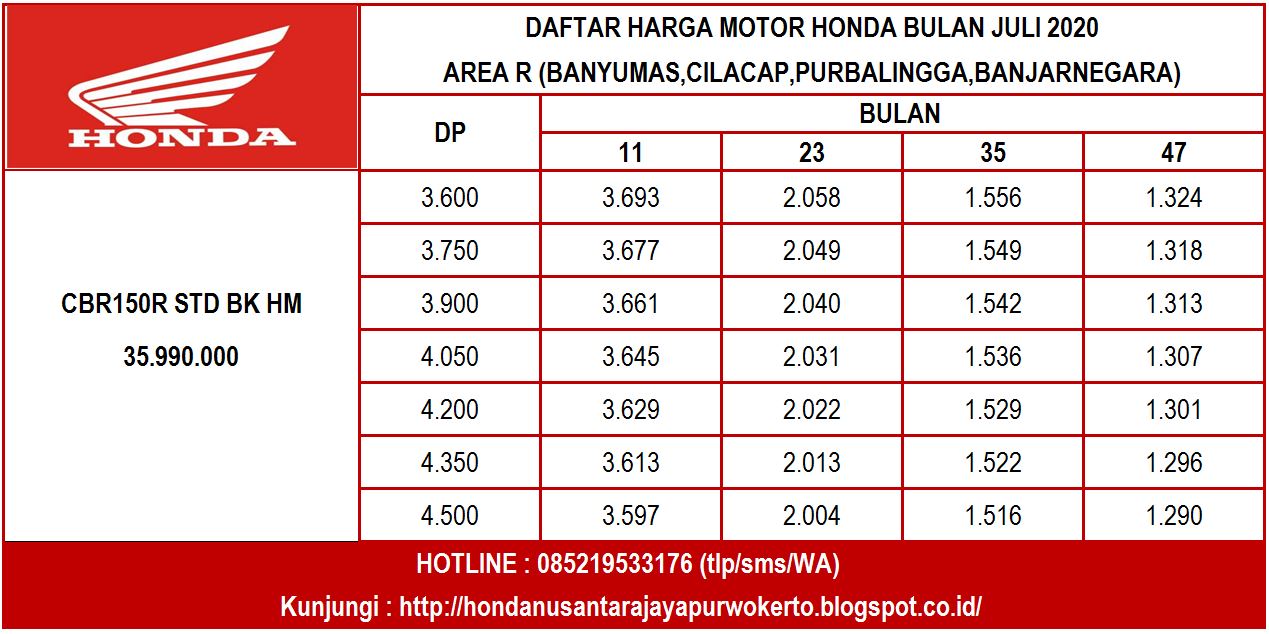 HONDA
DAFTAR HARGA MOTOR HONDA BULAN JULI 2020
AREA R (BANYUMAS,CILACAP,PURBALINGGA,BANJARNEGARA)
DP
BULAN
11 23 35 47
CBR150R STD BK HM
35.990.000
3.600 3.693 2.058 1.556 1.324
3.750 3.677 2.049 1.549 1.318
3.900 3.661 2.040 1.542 1.313
4.050 3.645 2.031 1.536 1.307
4.200 3.629 2.022 1.529 1.301
4.350 3.613 2.013 1.522 1.296
4.500 3.597 2.004 1.516 1.290
HOTLINE : 085219533176 (tlp/sms/WA)
Kunjungi : http://hondanusantarajayapurwokerto.blogspot.co.id/